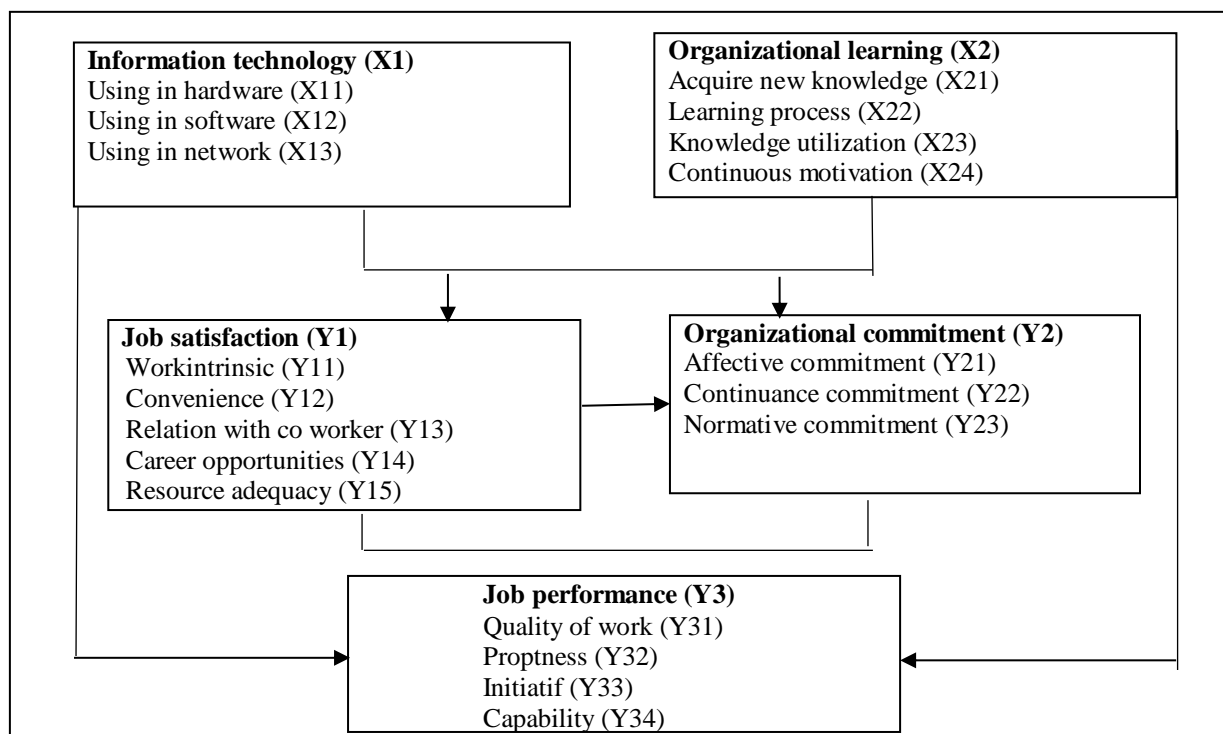 Information technology (X1)
Using in hardware (X11)
Using in software (X12)
Using in network (X13)
Organizational learning (X2)
Acquire new knowledge (X21)
Learning process (X22)
Knowledge utilization (X23)
Continuous motivation (X24)
Job satisfaction (Y1)
Workintrinsic (Y11)
Convenience (Y12)
Relation with co worker (Y13)
Career opportunities (Y14)
Resource adequacy (Y15)
Organizational commitment (Y2)
Affective commitment (Y21)
Continuance commitment (Y22)
Normative commitment (Y23)
Job performance (Y3)
Quality of work (Y31)
Proptness (Y32)
Initiatif (Y33)
Capability (Y34)